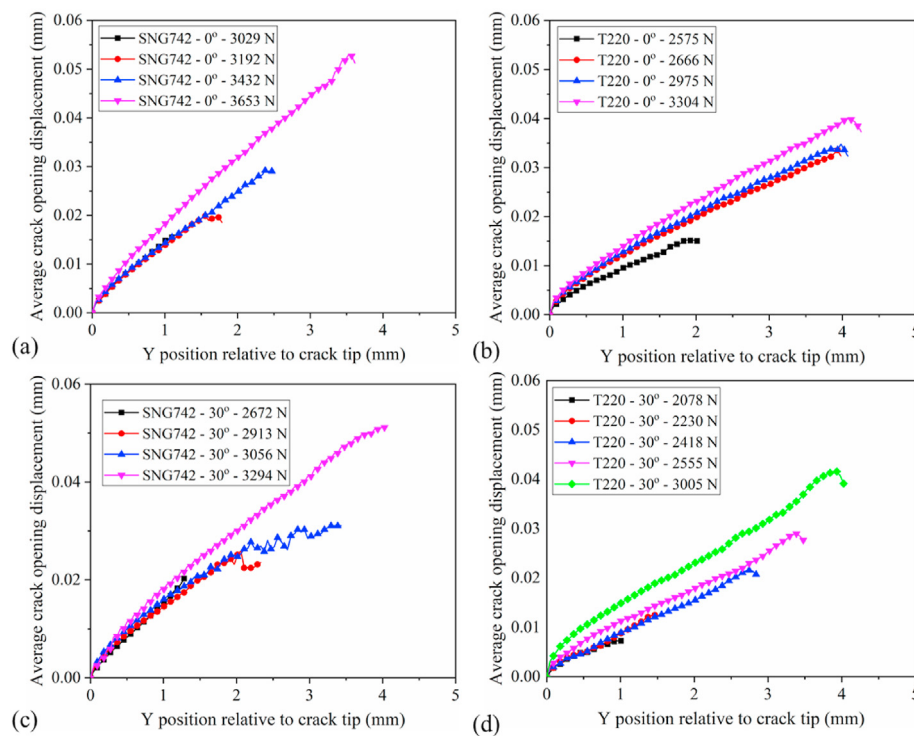 0.06
0.05
0.04
0.03
0.02
0.01
0.00
Average crack opening displacement (mm)
SNG742 - 0º - 3029 N
SNG742 - 0º - 3192 N
SNG742 - 0º - 3432 N
SNG742 - 0º - 3653 N
0 1 2 3 4 5
Y position relative to crack tip (mm)
(a)
0.06
0.05
0.04
0.03
0.02
0.01
0.00
Average crack opening displacement (mm)
T220 - 0º - 2575 N
T220 - 0º - 2666 N
T220 - 0º - 2975 N
T220 - 0º - 3304 N
0 1 2 3 4 5
Y position relative to crack tip (mm)
(b)
0.06
0.04
0.02
0.00
Average crack opening displacement (mm)
SNG742 - 30º - 2672 N
SNG742 - 30º - 2913 N
SNG742 - 30º - 3056 N
SNG742 - 30º - 3294 N
0 1 2 3 4 5
Y position relative to crack tip (mm)
(c)
0.06
0.05
0.04
0.03
0.02
0.01
0.00
Average crack opening displacement (mm)
T220 - 30º - 2078 N
T220 - 30º - 2230 N
T220 - 30º - 2418 N
T220 - 30º - 2555 N
T220 - 30º - 3005 N
0 1 2 3 4 5
Y position relative to crack tip (mm)
(d)